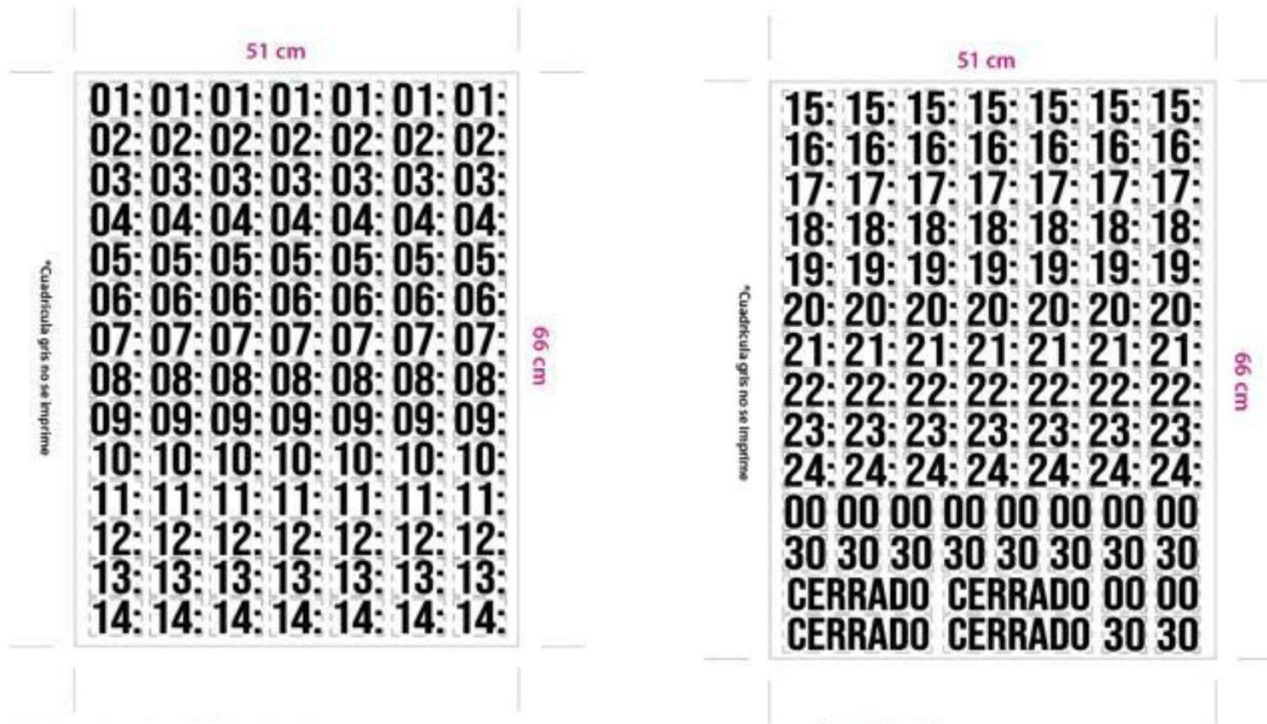 51 cm
01: 01: 01: 01: 01: 01: 01:
02: 02: 02: 02: 02: 02: 02:
03: 03: 03: 03: 03: 03: 03:
04: 04: 04: 04: 04: 04: 04:
05: 05: 05: 05: 05: 05: 05:
06: 06: 06: 06: 06: 06: 06:
07: 07: 07: 07: 07: 07: 07:
08: 08: 08: 08: 08: 08: 08:
09: 09: 09: 09: 09: 09: 09:
10: 10: 10: 10: 10: 10: 10:
11: 11: 11: 11: 11: 11: 11:
12: 12: 12: 12: 12: 12: 12:
13: 13: 13: 13: 13: 13: 13:
14: 14: 14: 14: 14: 14: 14:
*Cuadricula gris no se imprime
66 cm
51 cm
15: 15: 15: 15: 15: 15: 15:
16: 16: 16: 16: 16: 16: 16:
17: 17: 17: 17: 17: 17: 17:
18: 18: 18: 18: 18: 18: 18:
19: 19: 19: 19: 19: 19: 19:
20: 20: 20: 20: 20: 20: 20:
21: 21: 21: 21: 21: 21: 21:
22: 22: 22: 22: 22: 22: 22:
23: 23: 23: 23: 23: 23: 23:
24: 24: 24: 24: 24: 24: 24:
00 00 00 00 00 00 00 00
30 30 30 30 30 30 30 30
CERRADO CERRADO 00 00
CERRADO CERRADO 30 30
*Cuadricula gris no se imprime
66 cm